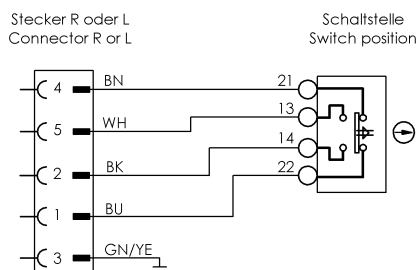 Stecker R oder L
Connector R or L
Schaltstelle
Switch position
4 BN 21
5 WH 13
2 BK 14
1 BU 22
3 GN/YE